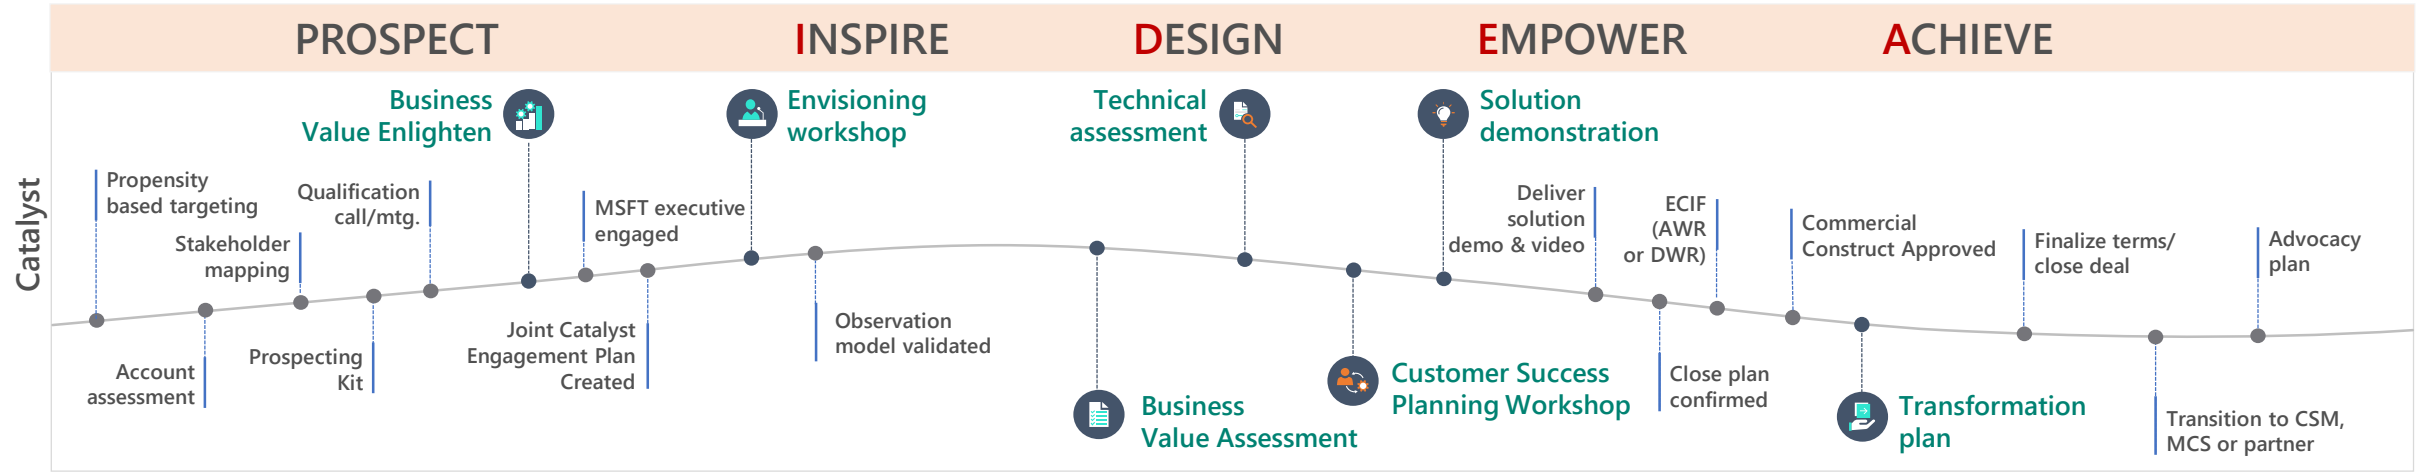 PROSPECT
INSPIRE
DESIGN
EMPOWER
ACHIEVE
Catalyst
Propensity
based targeting
Account
assessment
Stakeholder
mapping
Prospecting
Kit
Qualification
call/mtg.
Business
Value Enlighten
MSFT executive
engaged
Joint Catalyst
Engagement Plan
Created
Envisioning
workshop
Observation
model validated
Business
Value Assessment
Technical
assessment
Customer Success
Planning Workshop
Solution
demonstration
Deliver
solution
demo & video
Close plan
confirmed
ECIF
(AWR
or DWR)
Commercial
Construct Approved
Transformation
plan
Finalize terms/
close deal
Transition to CSM,
MCS or partner
Advocacy
plan